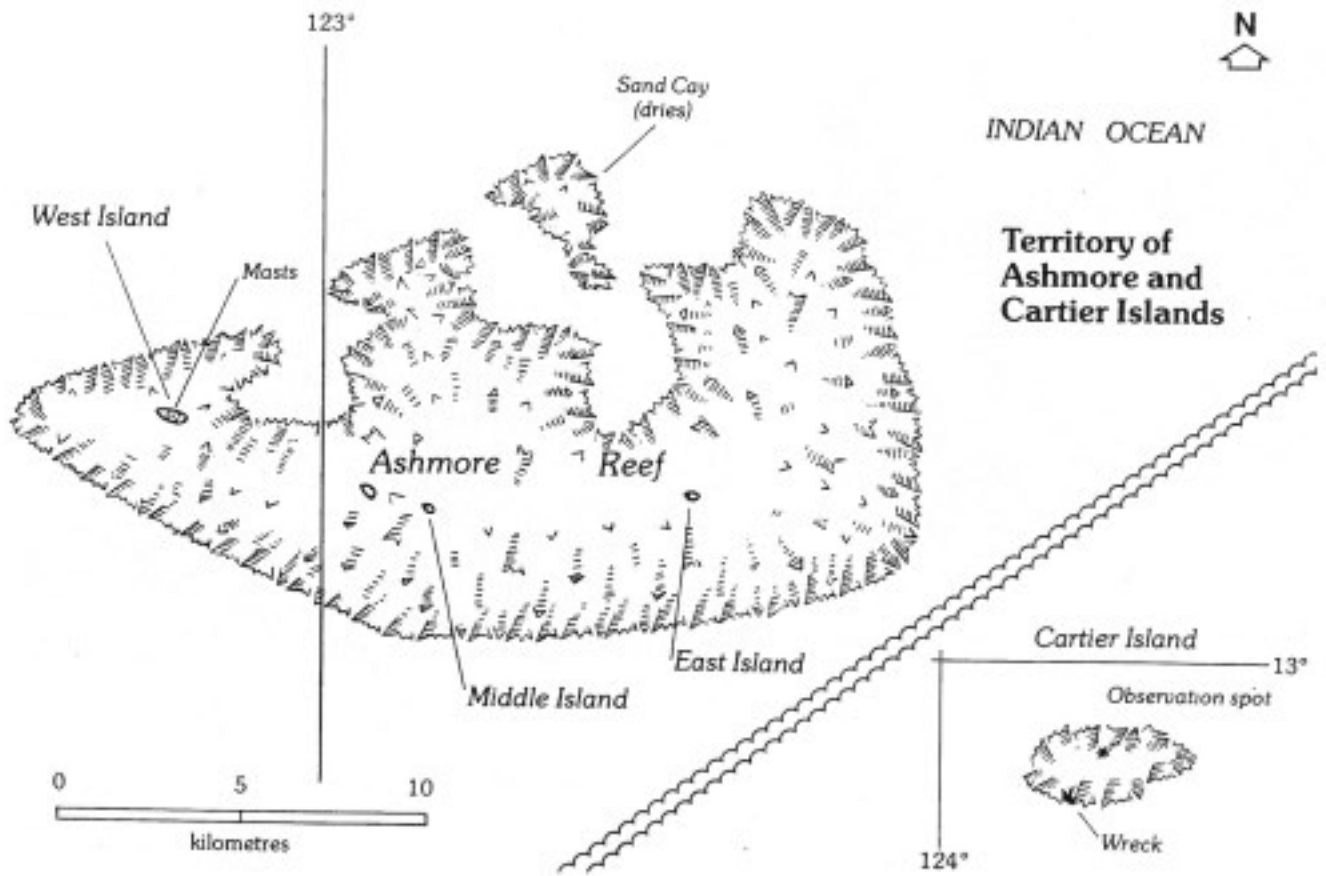 123°
N
Sand Cay
(dries)
INDIAN OCEAN
West Island
Masts
Territory of
Ashmore and
Cartier Islands
Ashmore Reef
East Island
Middle Island
Cartier Island
13°
Observation spot
0 5 10
kilometres
Wreck
124°